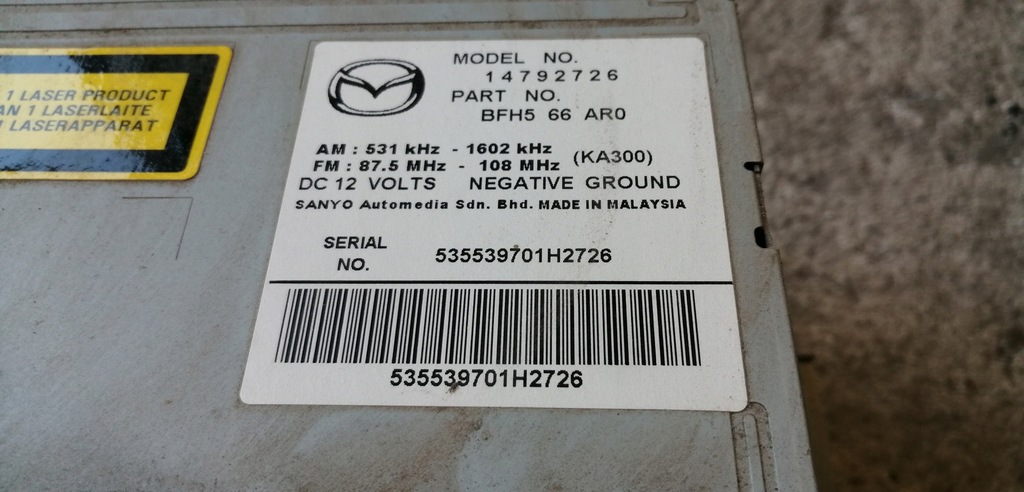 1 LASER PRODUCT
AN 1 LASERLAITE
1 LASERAPPARAT
MODEL NO.
14792726
PART NO.
BFH5 66 AR0
AM : 531 kHz - 1602 kHz
FM : 87.5 MHz - 108 MHz (KA300)
DC 12 VOLTS NEGATIVE GROUND
SANYO Automedia Sdn. Bhd. MADE IN MALAYSIA
SERIAL NO. 535539701H2726
535539701H2726